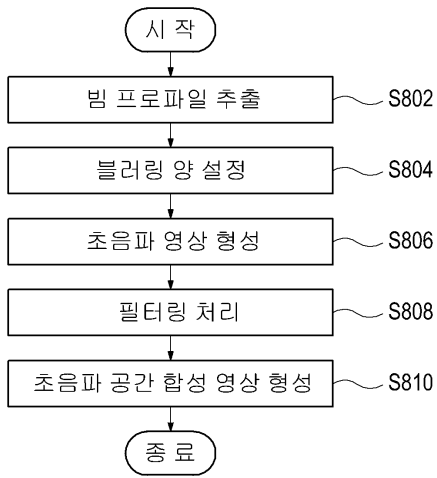 시 작
빔 프로파일 추출 S802
블러링 양 설정 S804
초음파 영상 형성 S806
필터링 처리 S808
초음파 공간 합성 영상 형성 S810
종 료